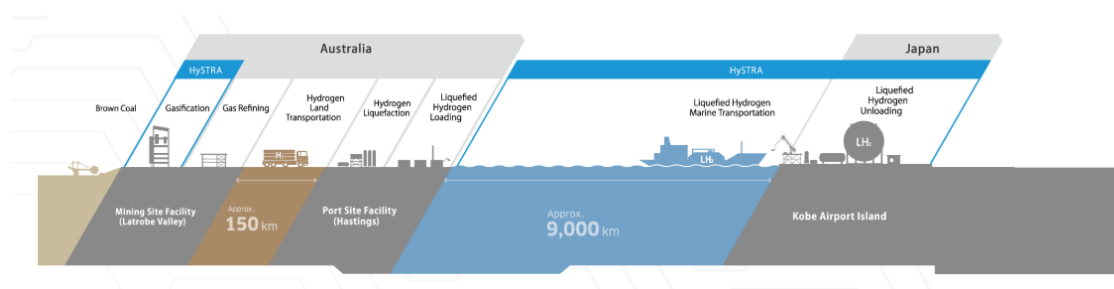 Australia
Japan
HySTRA
HySTRA
Brown Coal
Gasification
Gas Refining
Hydrogen
Land
Transportation
Hydrogen
Liquefaction
Liquefied
Hydrogen
Loading
Liquefied Hydrogen
Marine Transportation
Liquefied
Hydrogen
Unloading
H₂
LH₂
LH₂
Mining Site Facility
(Latrobe Valley)
Approx.
150 km
Port Site Facility
(Hastings)
Approx.
9,000 km
Kobe Airport Island